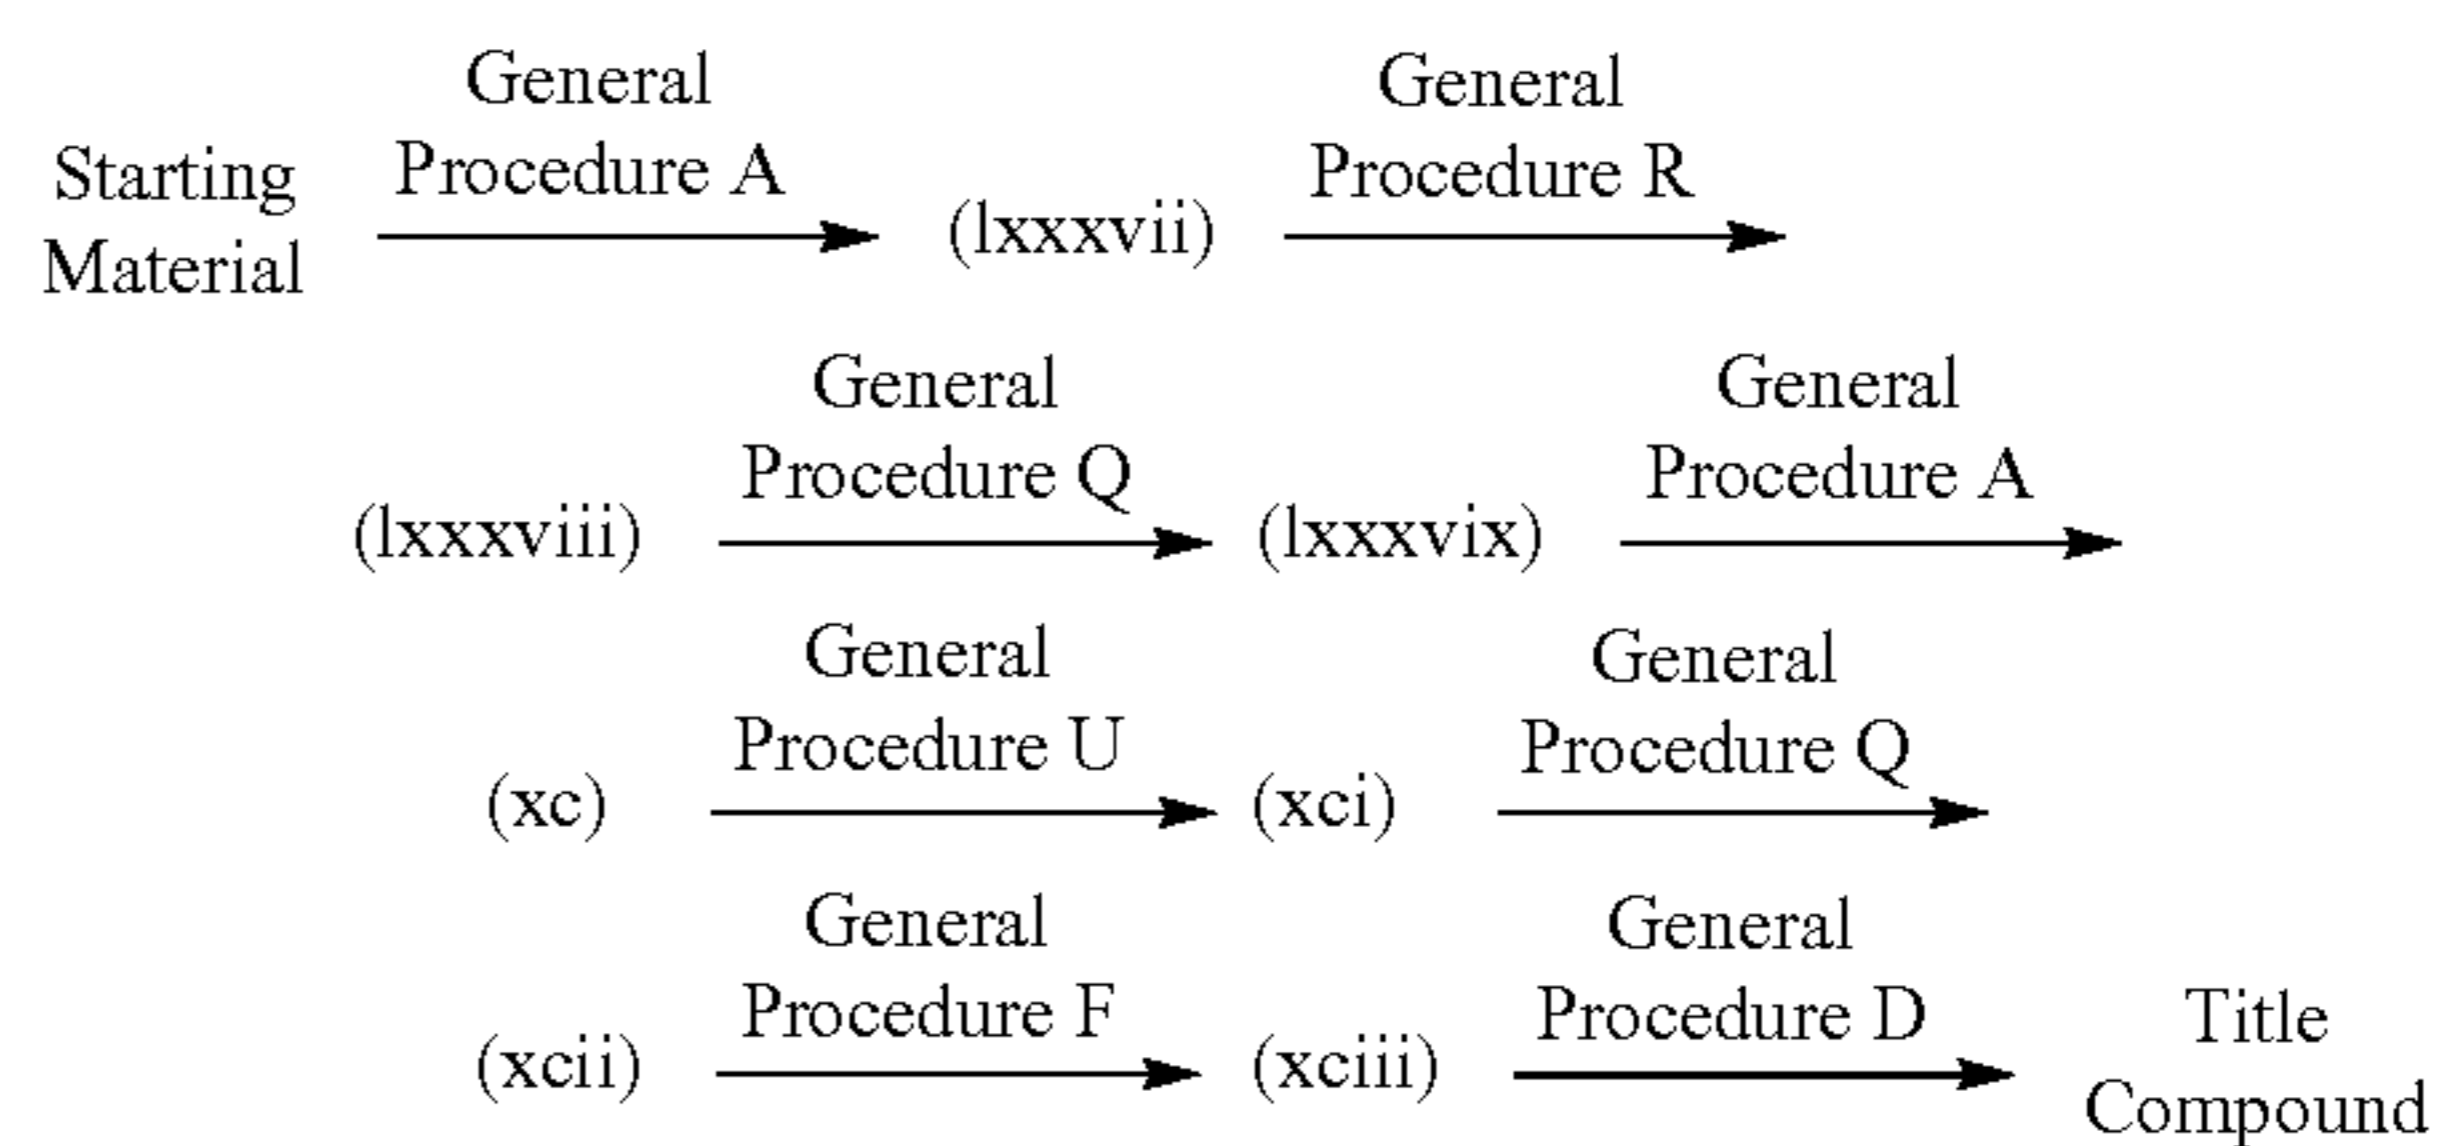 General
Procedure A
General
Procedure R
Starting
Material
(lxxxvii)
General
Procedure Q
General
Procedure A
(lxxxviii)
(lxxxvix)
General
Procedure U
General
Procedure Q
(xc)
(xci)
General
Procedure F
General
Procedure D
(xcii)
(xciii)
Title
Compound